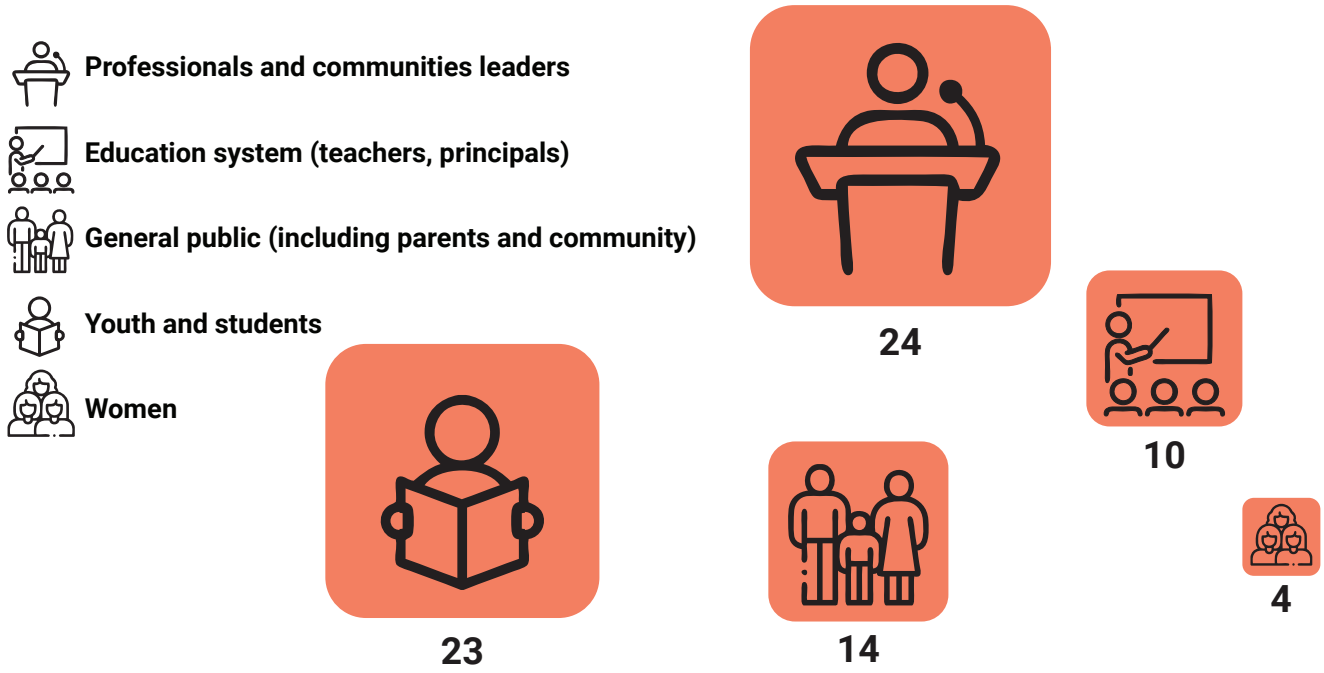 Professionals and communities leaders
Education system (teachers, principals)
General public (including parents and community)
Youth and students
Women
24
10
23
14
4